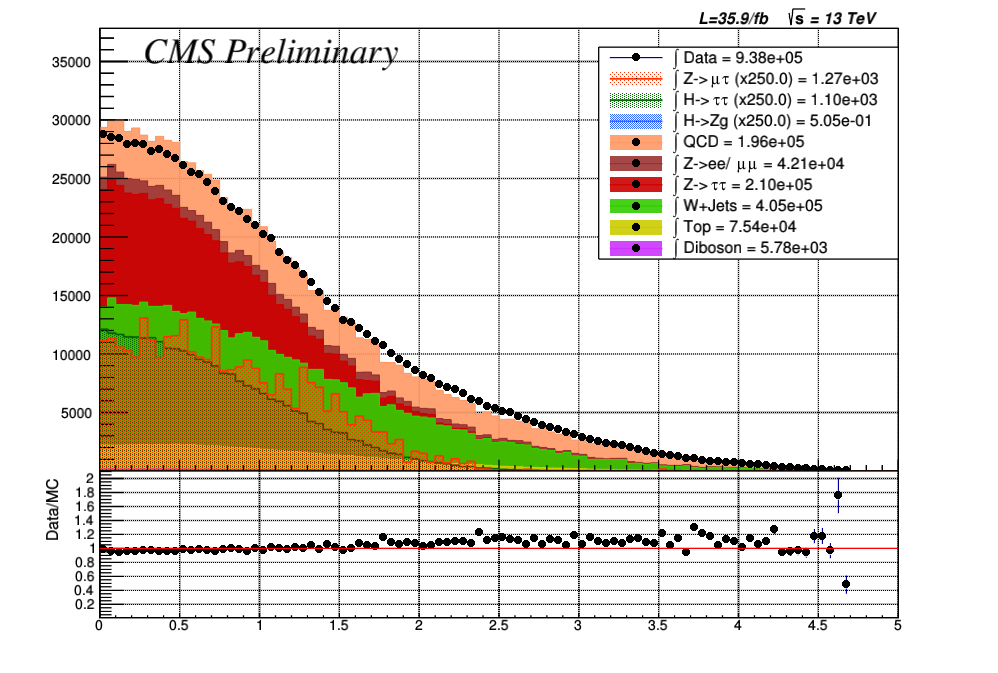 L=35.9/fb √s = 13 TeV
CMS Preliminary
∫ Data = 9.38e+05
∫ Z->μτ (x250.0) = 1.27e+03
∫ H->ττ (x250.0) = 1.10e+03
∫ H->Zg (x250.0) = 5.05e-01
∫ QCD = 1.96e+05
∫ Z->ee/ μμ = 4.21e+04
∫ Z->ττ = 2.10e+05
∫ W+Jets = 4.05e+05
∫ Top = 7.54e+04
∫ Diboson = 5.78e+03
35000
30000
25000
20000
15000
10000
5000
Data/MC
2
1.8
1.6
1.4
1.2
1
0.8
0.6
0.4
0.2
0 0.5 1 1.5 2 2.5 3 3.5 4 4.5 5